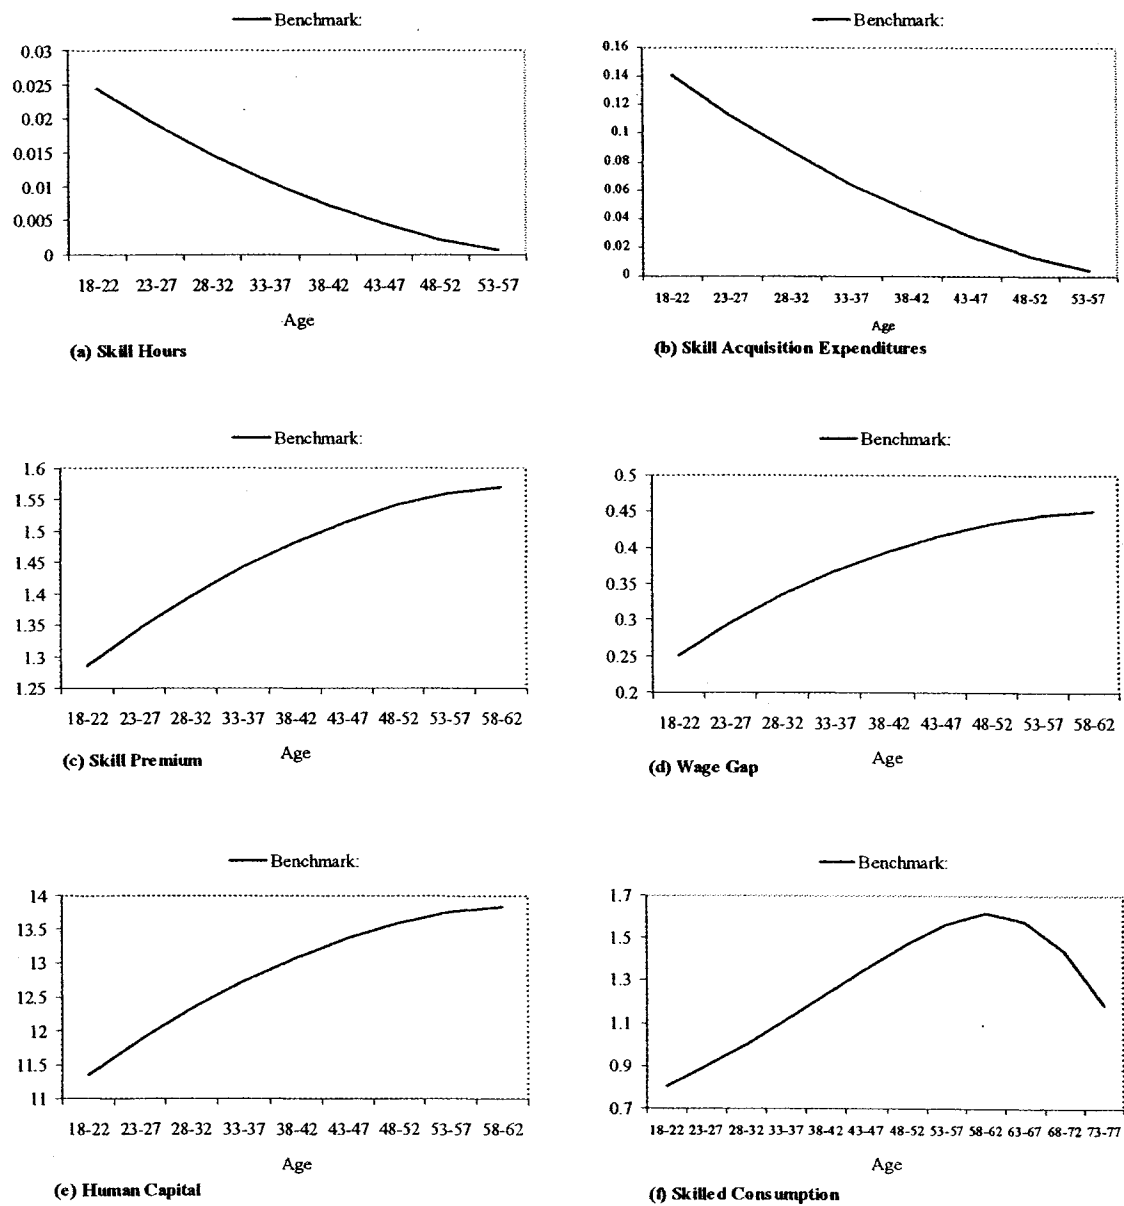 Benchmark:
0.03
0.025
0.02
0.015
0.01
0.005
0
18-22 23-27 28-32 33-37 38-42 43-47 48-52 53-57
Age
(a) Skill Hours
Benchmark:
0.16
0.14
0.12
0.1
0.08
0.06
0.04
0.02
0
18-22 23-27 28-32 33-37 38-42 43-47 48-52 53-57
Age
(b) Skill Acquisition Expenditures
Benchmark:
1.6
1.55
1.5
1.45
1.4
1.35
1.3
1.25
18-22 23-27 28-32 33-37 38-42 43-47 48-52 53-57 58-62
Age
(c) Skill Premium
Benchmark:
0.5
0.45
0.4
0.35
0.3
0.25
0.2
18-22 23-27 28-32 33-37 38-42 43-47 48-52 53-57 58-62
Age
(d) Wage Gap
Benchmark:
14
13.5
13
12.5
12
11.5
11
18-22 23-27 28-32 33-37 38-42 43-47 48-52 53-57 58-62
Age
(e) Human Capital
Benchmark:
1.7
1.5
1.3
1.1
0.9
0.7
18-22 23-27 28-32 33-37 38-42 43-47 48-52 53-57 58-62 63-67 68-72 73-77
Age
(f) Skilled Consumption